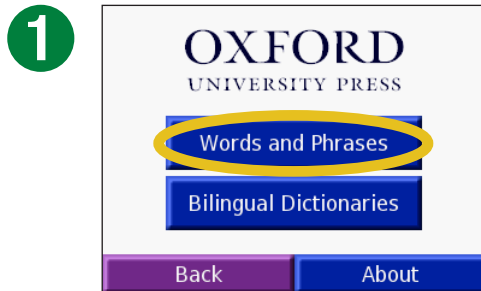 1
OXFORD
UNIVERSITY PRESS
Words and Phrases
Bilingual Dictionaries
Back About